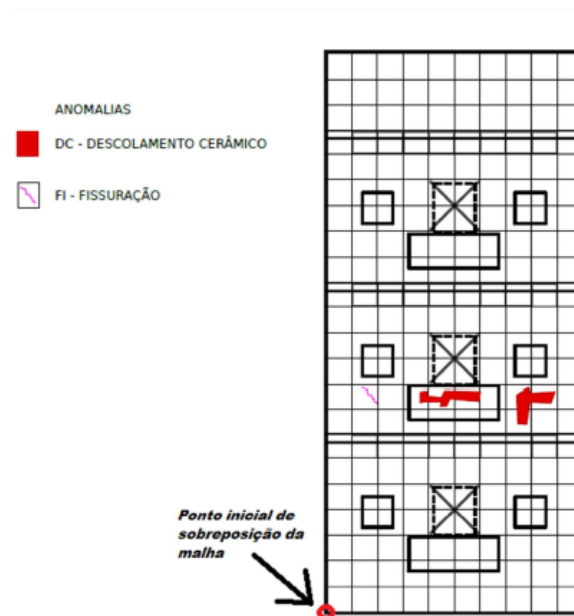 ANOMALIAS
DC - DESCOLAMENTO CERÂMICO
FI - FISSURAÇÃO
Ponto inicial de
sobreposição da
malha